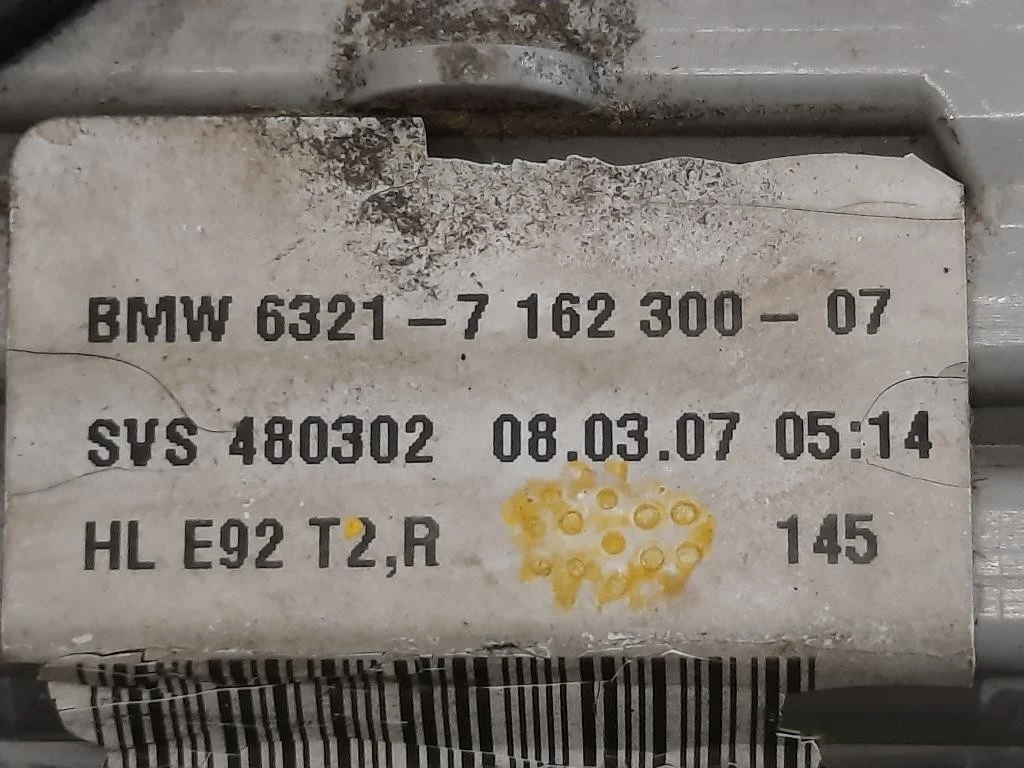 BMW 6321 – 7 162 300 – 07
SVS 480302 08.03.07 05:14
HL E92 T2,R 145